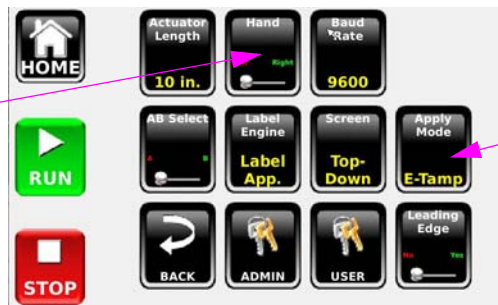 HOME
Actuator
Length
10 in.
Hand
Right
Baud
Rate
9600
RUN
AB Select
A B
Label
Engine
Label
App.
Screen
Top-
Down
Apply
Mode
E-Tamp
STOP
BACK
ADMIN
USER
Leading
Edge
No Yes